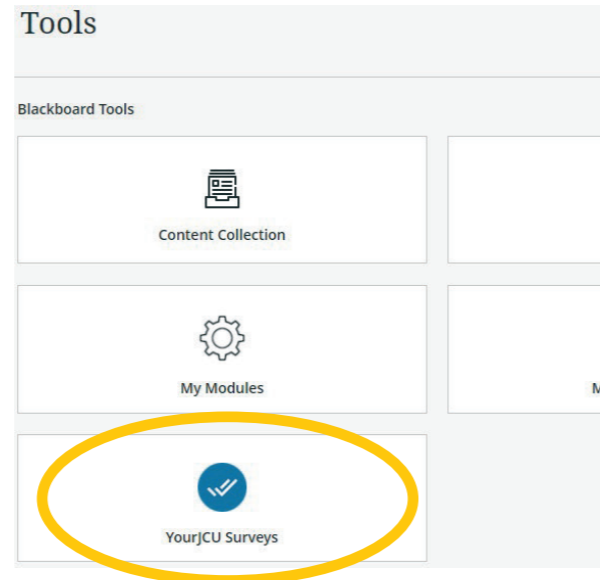 Tools
Blackboard Tools
Content Collection
My Modules
M
YourJCU Surveys